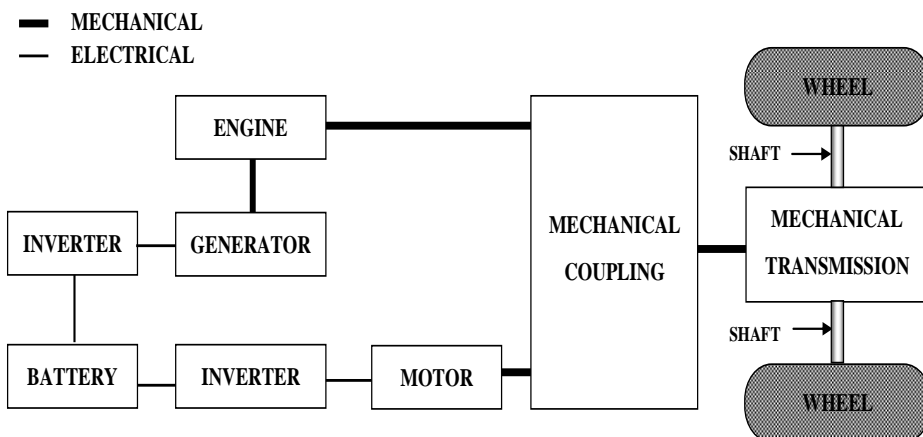 MECHANICAL
ELECTRICAL
WHEEL
ENGINE
SHAFT
INVERTER
GENERATOR
MECHANICAL
COUPLING
MECHANICAL
TRANSMISSION
SHAFT
BATTERY
INVERTER
MOTOR
WHEEL